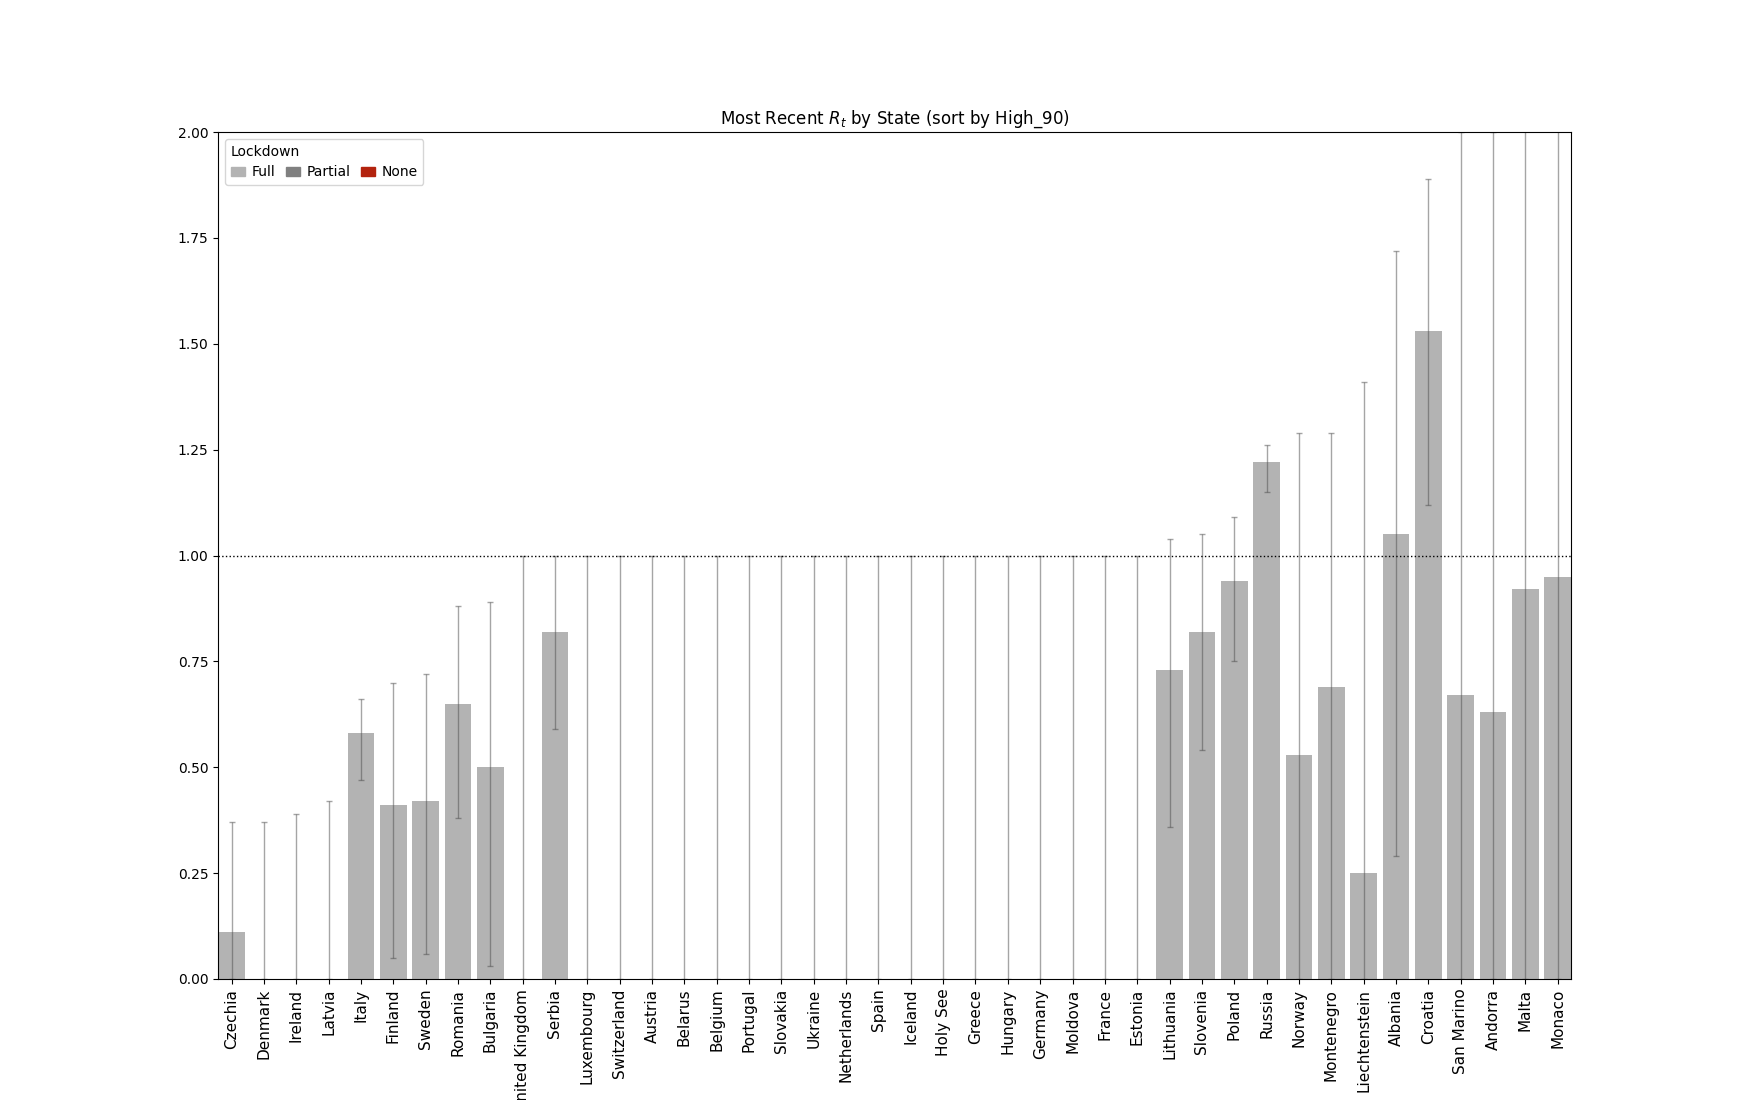 Most Recent R_t by State (sort by High_90)
Lockdown
Full Partial None
2.00
1.75
1.50
1.25
1.00
0.75
0.50
0.25
0.00
Czechia
Denmark
Ireland
Latvia
Italy
Finland
Sweden
Romania
Bulgaria
nited Kingdom
Serbia
Luxembourg
Switzerland
Austria
Belarus
Belgium
Portugal
Slovakia
Ukraine
Netherlands
Spain
Iceland
Holy See
Greece
Hungary
Germany
Moldova
France
Estonia
Lithuania
Slovenia
Poland
Russia
Norway
Montenegro
Liechtenstein
Albania
Croatia
San Marino
Andorra
Malta
Monaco